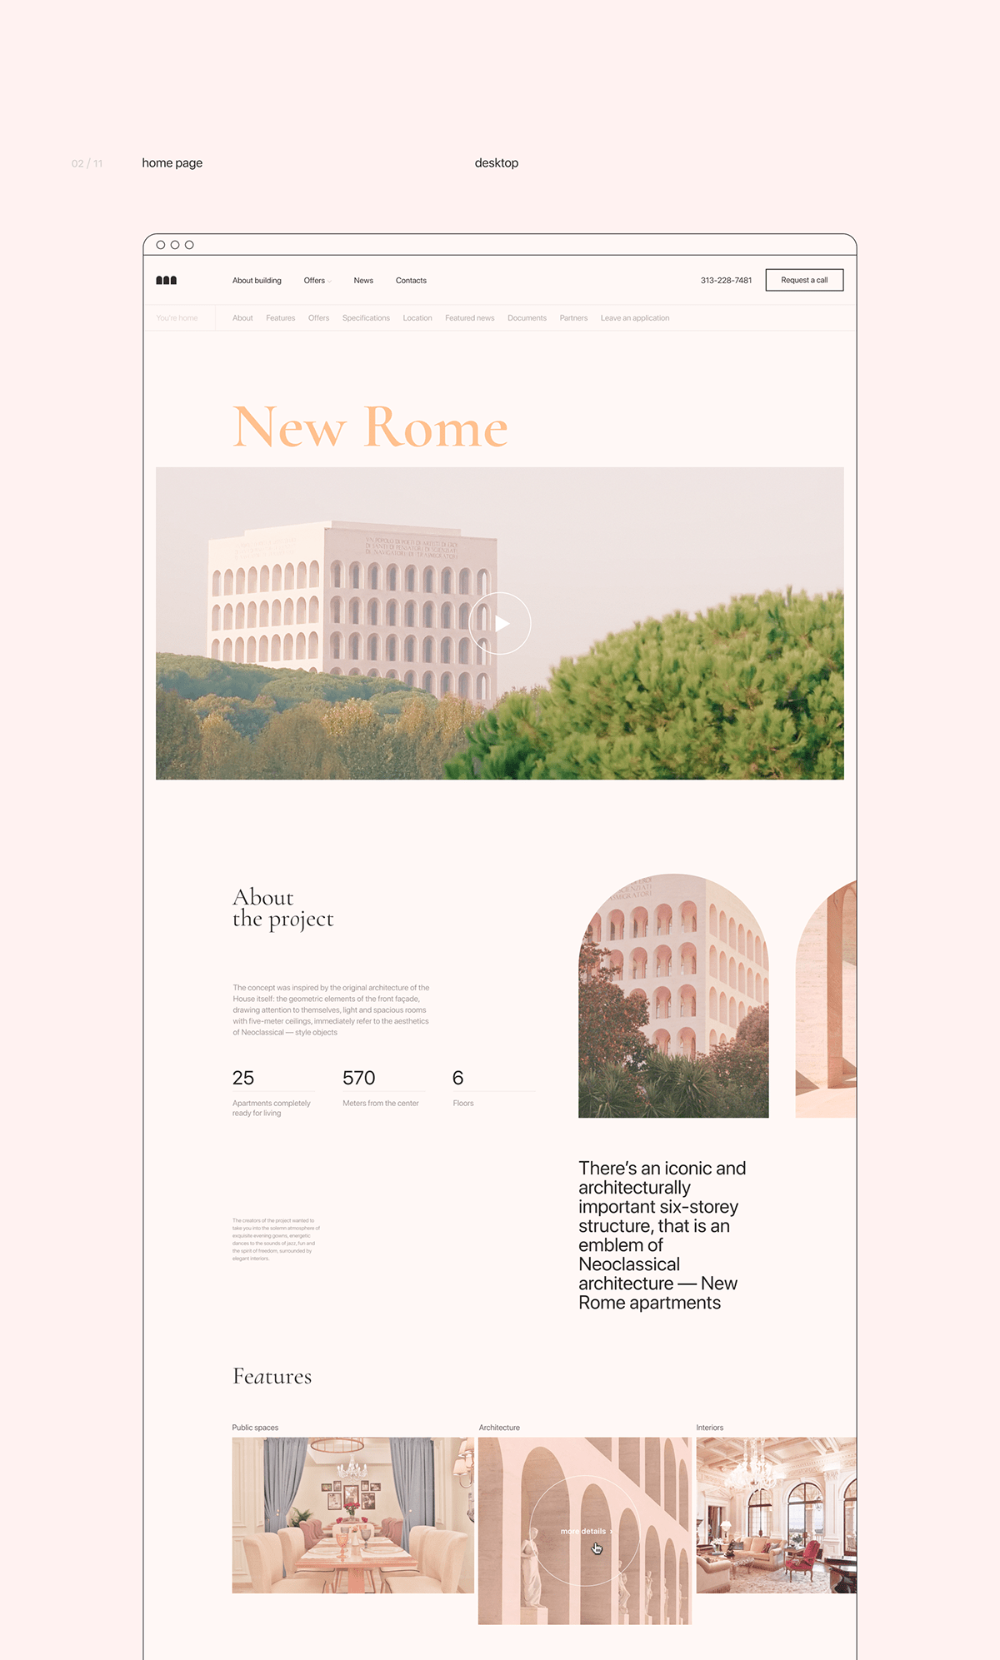 02 / 11
home page
desktop
About building
Offers
News
Contacts
313-228-7481
Request a call
You're home
About
Features
Offers
Specifications
Location
Featured news
Documents
Partners
Leave an application
New Rome
About
the project
The concept was inspired by the original architecture of the
House itself: the geometric elements of the front façade,
drawing attention to themselves, light and spacious rooms
with five-meter ceilings, immediately refer to the aesthetics
of Neoclassical — style objects
25
Apartments completely
ready for living
570
Meters from the center
6
Floors
There's an iconic and
architecturally
important six-storey
structure, that is an
emblem of
Neoclassical
architecture — New
Rome apartments
The creators of the project wanted to
take you into the solemn atmosphere of
exquisite evening gowns, energetic
dances to the sounds of jazz, fun and
the spirit of freedom, surrounded by
elegant interiors.
Features
Public spaces
Architecture
Interiors
more details